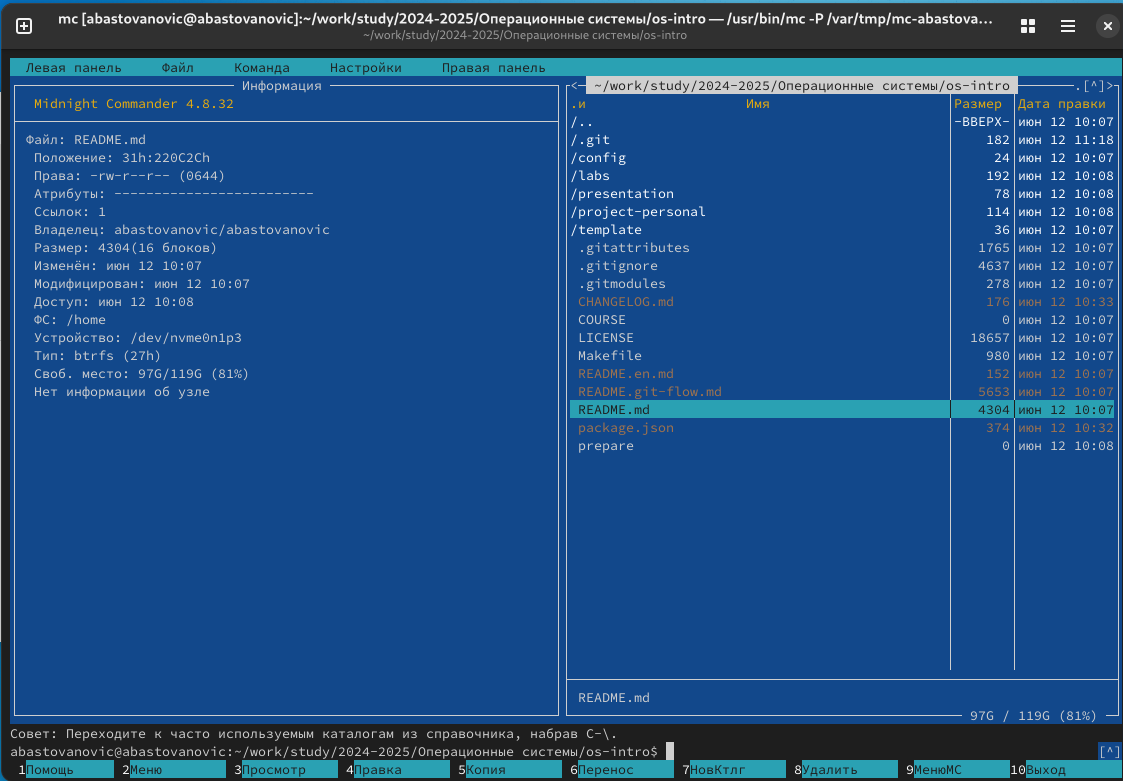 mc [abastovanovic@abastovanovic]:~/work/study/2024-2025/Операционные системы/os-intro — /usr/bin/mc -P /var/tmp/mc-abastova…
~/work/study/2024-2025/Операционные системы/os-intro
Левая панель Файл Команда Настройки Правая панель
Информация
Midnight Commander 4.8.32
Файл: README.md
Положение: 31h:220C2Ch
Права: -rw-r--r-- (0644)
Атрибуты: -------------------------
Ссылок: 1
Владелец: abastovanovic/abastovanovic
Размер: 4304(16 блоков)
Изменён: июн 12 10:07
Модифицирован: июн 12 10:07
Доступ: июн 12 10:08
ФС: /home
Устройство: /dev/nvme0n1p3
Тип: btrfs (27h)
Своб. место: 97G/119G (81%)
Нет информации об узле
<─ ~/work/study/2024-2025/Операционные системы/os-intro ─.[^]>
.и Имя Размер Дата правки
/.. -ВВЕРХ- июн 12 10:07
/.git 182 июн 12 11:18
/config 24 июн 12 10:07
/labs 192 июн 12 10:08
/presentation 78 июн 12 10:08
/project-personal 114 июн 12 10:08
/template 36 июн 12 10:07
.gitattributes 1765 июн 12 10:07
.gitignore 4637 июн 12 10:07
.gitmodules 278 июн 12 10:07
CHANGELOG.md 176 июн 12 10:33
COURSE 0 июн 12 10:07
LICENSE 18657 июн 12 10:07
Makefile 980 июн 12 10:07
README.en.md 152 июн 12 10:07
README.git-flow.md 5653 июн 12 10:07
README.md 4304 июн 12 10:07
package.json 374 июн 12 10:32
prepare 0 июн 12 10:08
README.md
97G / 119G (81%)
Совет: Переходите к часто используемым каталогам из справочника, набрав C-\.
abastovanovic@abastovanovic:~/work/study/2024-2025/Операционные системы/os-intro$ [^]
1Помощь 2Меню 3Просмотр 4Правка 5Копия 6Перенос 7НовКтлг 8Удалить 9МенюMC 10Выход